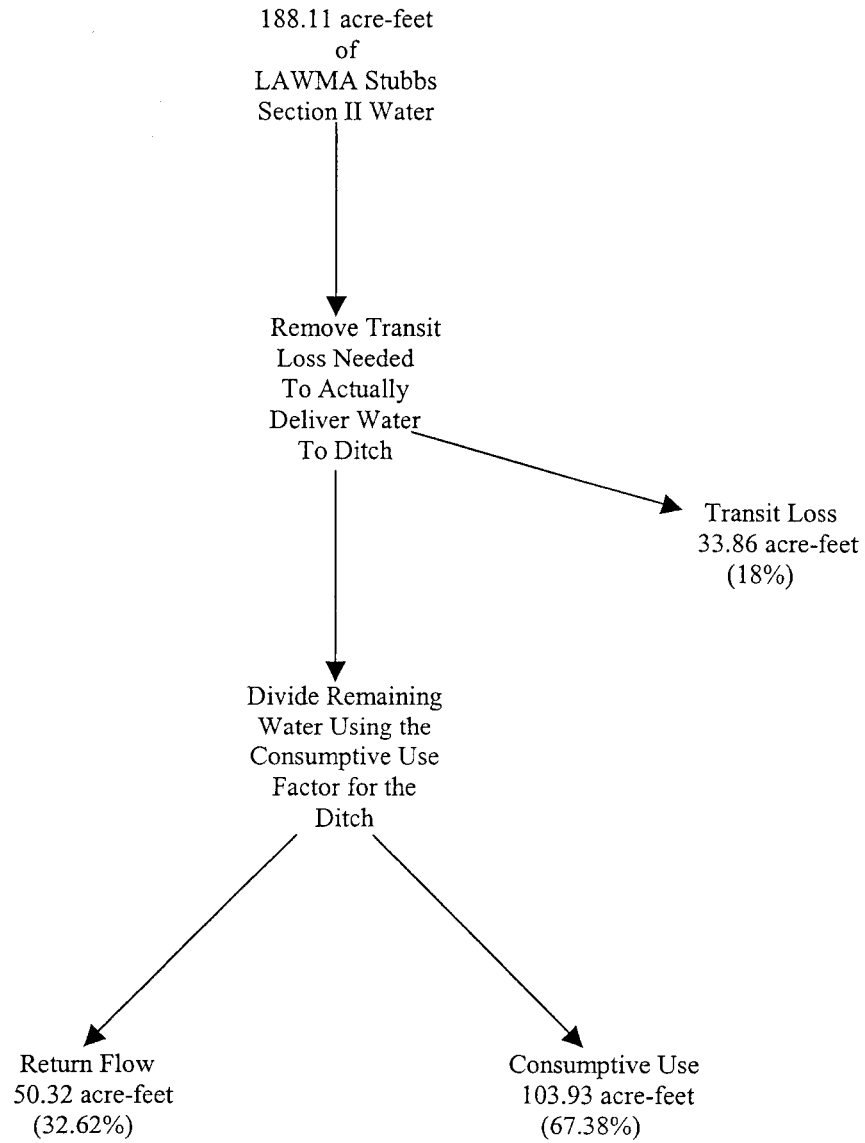 188.11 acre-feet
of
LAWMA Stubbs
Section II Water
Remove Transit
Loss Needed
To Actually
Deliver Water
To Ditch
Transit Loss
33.86 acre-feet
(18%)
Divide Remaining
Water Using the
Consumptive Use
Factor for the
Ditch
Return Flow
50.32 acre-feet
(32.62%)
Consumptive Use
103.93 acre-feet
(67.38%)